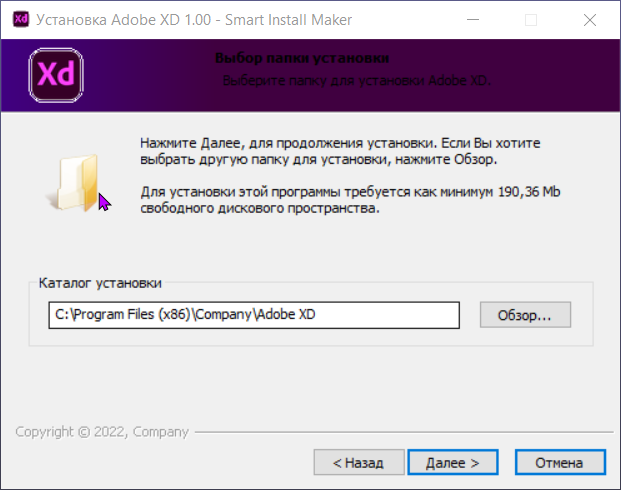 Установка Adobe XD 1.00 - Smart Install Maker
Xd
Выбор папки установки
Выберите папку для установки Adobe XD.
Нажмите Далее, для продолжения установки. Если Вы хотите
выбрать другую папку для установки, нажмите Обзор.
Для установки этой программы требуется как минимум 190,36 Mb
свободного дискового пространства.
Каталог установки
C:\Program Files (x86)\Company\Adobe XD
Обзор...
Copyright © 2022, Company
< Назад
Далее >
Отмена